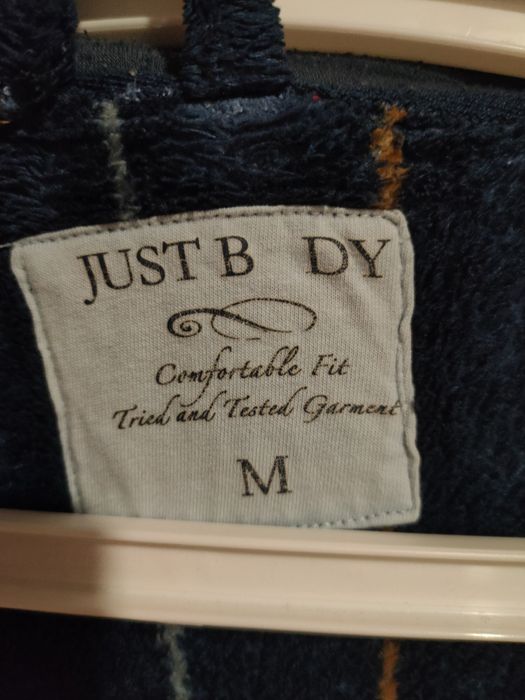 JUST B DY
Comfortable Fit
Tried and Tested Garment
M